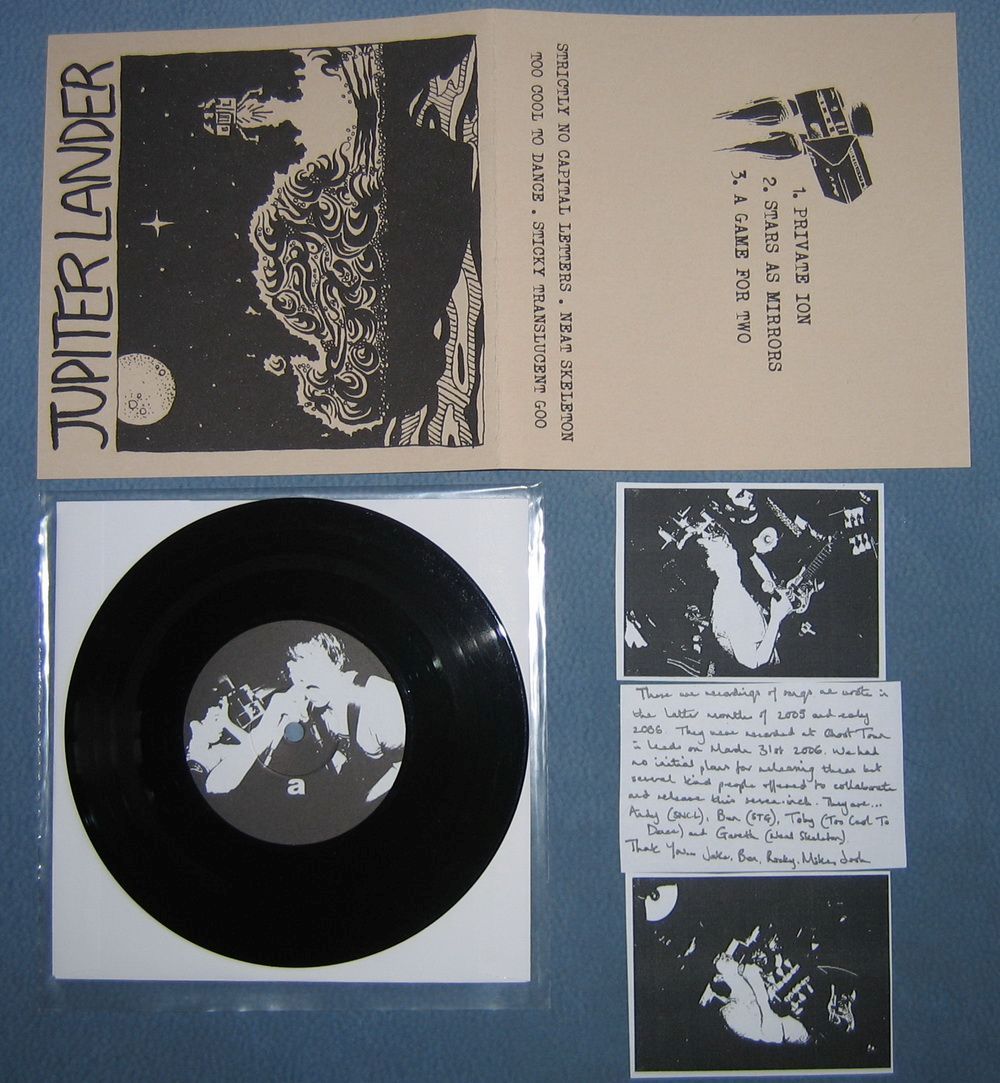 JUPITER LANDER
STRICTLY NO CAPITAL LETTERS . NEAT SKELETON
TOO COOL TO DANCE . STICKY TRANSLUCENT GOO
1. PRIVATE ION
2. STARS AS MIRRORS
3. A GAME FOR TWO
a
These are recordings of songs we wrote in
the latter months of 2005 and early
2006. They were recorded at Ghost Town
in Leeds on March 31st 2006. We had
no initial plans for releasing these but
several kind people offered to collaborate
and release this seven-inch. They are...
Andy (SNCL), Ben (STG), Toby (Too Cool To
Dance) and Gareth (Neat Skeleton).
Thank You... Jake, Ben, Rocky, Mike, Josh